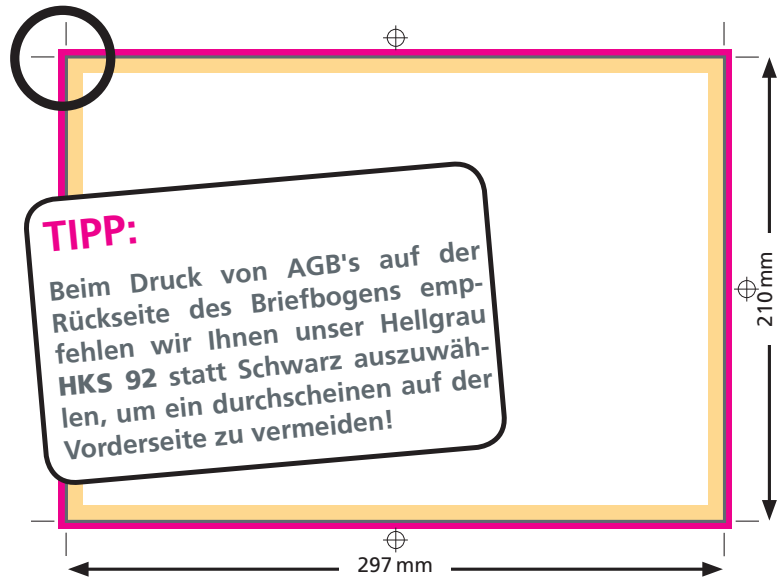 TIPP:
Beim Druck von AGB's auf der
Rückseite des Briefbogens emp-
fehlen wir Ihnen unser Hellgrau
HKS 92 statt Schwarz auszuwäh-
len, um ein durchscheinen auf der
Vorderseite zu vermeiden!
210 mm
297 mm